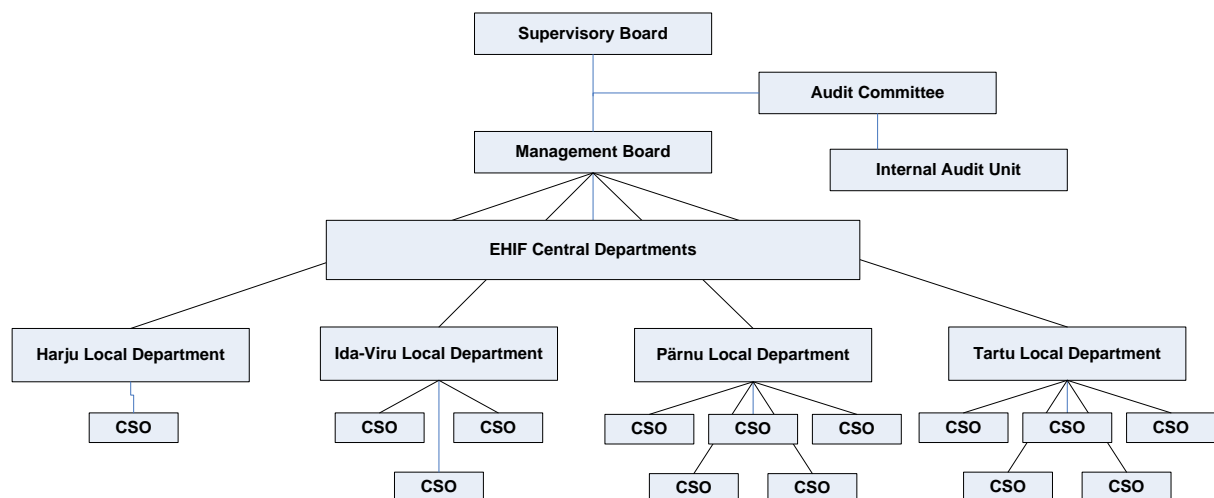 Supervisory Board
Audit Committee
Management Board
Internal Audit Unit
EHIF Central Departments
Harju Local Department
Ida-Viru Local Department
Pärnu Local Department
Tartu Local Department
CSO
CSO
CSO
CSO
CSO
CSO
CSO
CSO
CSO
CSO
CSO
CSO
CSO
CSO